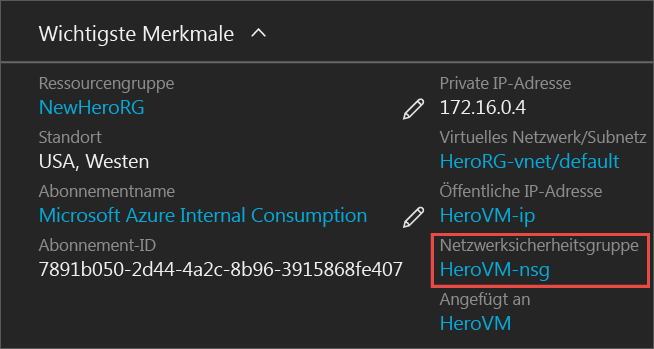 Wichtigste Merkmale
Ressourcengruppe
NewHeroRG
Standort
USA, Westen
Abonnementname
Microsoft Azure Internal Consumption
Abonnement-ID
7891b050-2d44-4a2c-8b96-3915868fe407
Private IP-Adresse
172.16.0.4
Virtuelles Netzwerk/Subnetz
HeroRG-vnet/default
Öffentliche IP-Adresse
HeroVM-ip
Netzwerksicherheitsgruppe
HeroVM-nsg
Angefügt an
HeroVM